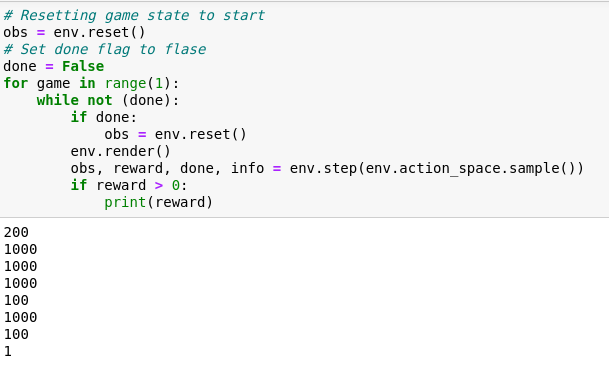 # Resetting game state to start
obs = env.reset()
# Set done flag to flase
done = False
for game in range(1):
    while not (done):
        if done:
            obs = env.reset()
        env.render()
        obs, reward, done, info = env.step(env.action_space.sample())
        if reward > 0:
            print(reward)
200
1000
1000
1000
100
1000
100
1